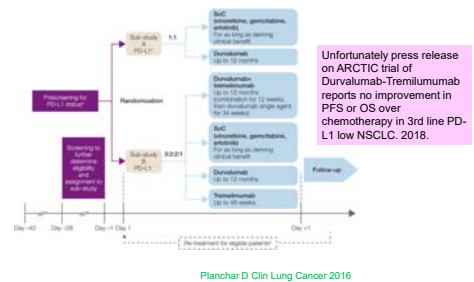 SoC
(vinorelbine, gemcitabine,
erlotinib)
For as long as deriving
clinical benefit
Sub-study
A
PD-L1⁺
1:1
Durvalumab
Up to 12 months
Unfortunately press release
on ARCTIC trial of
Durvalumab-Tremilumumab
reports no improvement in
PFS or OS over
chemotherapy in 3rd line PD-
L1 low NSCLC. 2018.
Prescreening for
PD-L1 status
Randomization
Durvalumab+
tremelimumab
Up to 12 months
(combination for 12 weeks,
then durvalumab single agent
for 34 weeks)
Screening to
further
determine
eligibility
and
assignment to
sub-study
Sub-study
B
PD-L1⁻
3:2:2:1
SoC
(vinorelbine, gemcitabine,
erlotinib)
For as long as deriving
clinical benefit
Durvalumab
Up to 12 months
Follow-up
Tremelimumab
Up to 48 weeks
Day −42
Day −28
Day −1
Day 1
Re-treatment for eligible patients
Planchar D Clin Lung Cancer 2016